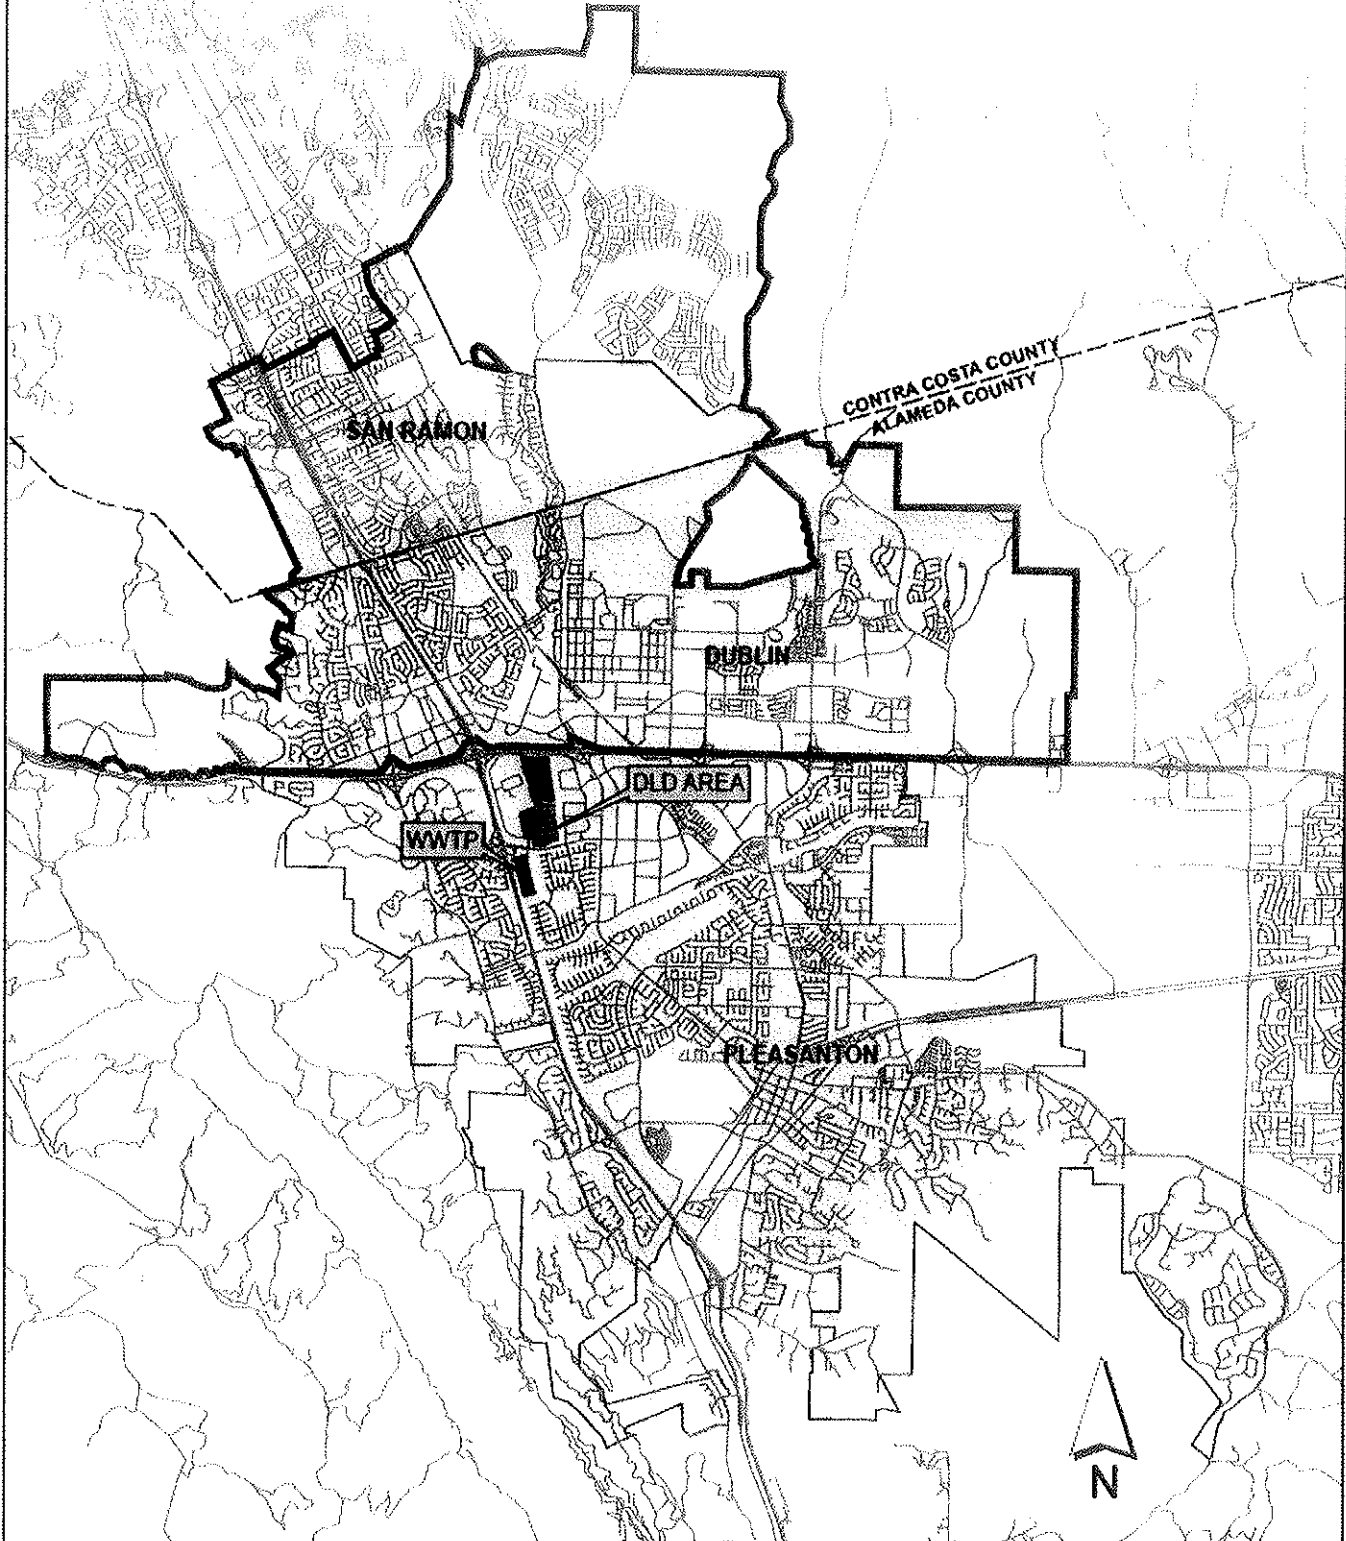 CONTRA COSTA COUNTY
ALAMEDA COUNTY
SAN RAMON
DUBLIN
DLD AREA
WWTP
PLEASANTON
N